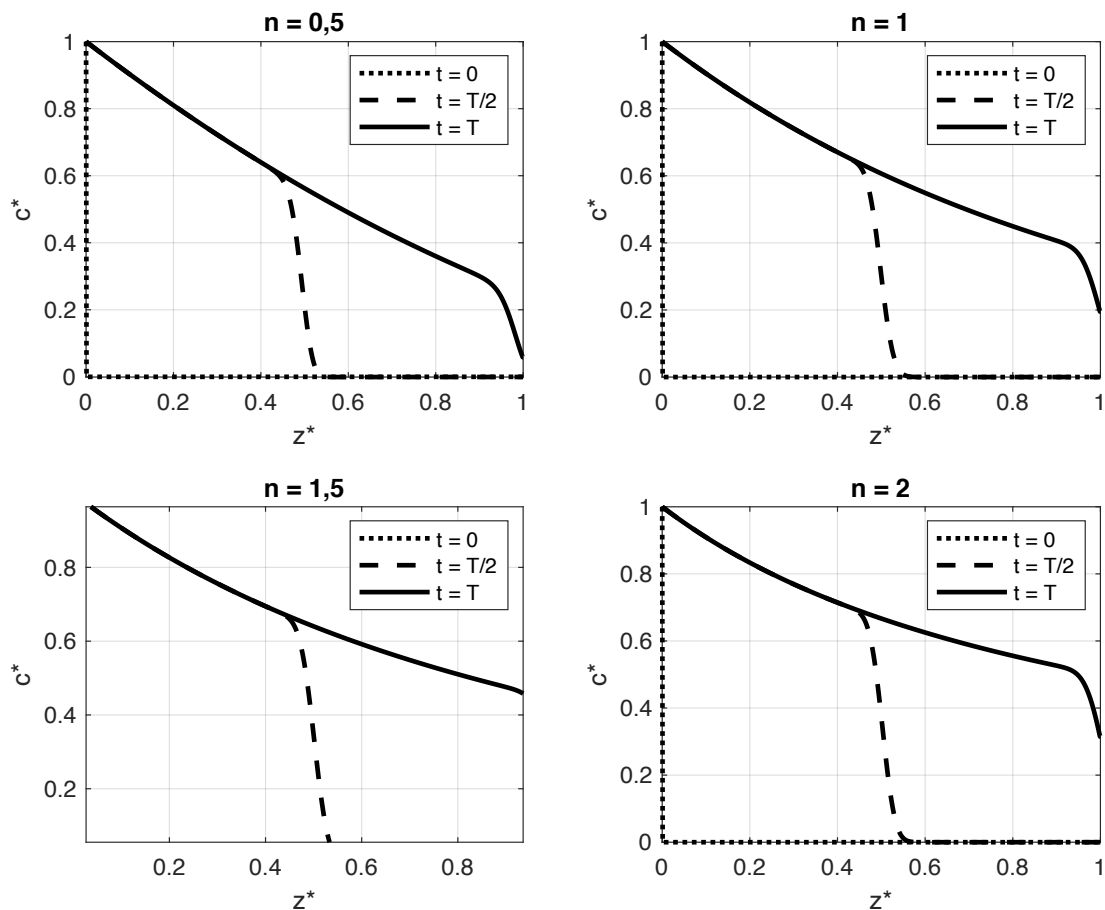 n = 0,5
1
0.8
0.6
0.4
0.2
0
0 0.2 0.4 0.6 0.8 1
c*
z*
t = 0
t = T/2
t = T
n = 1
1
0.8
0.6
0.4
0.2
0
0 0.2 0.4 0.6 0.8 1
c*
z*
t = 0
t = T/2
t = T
n = 1,5
0.8
0.6
0.4
0.2
0.2 0.4 0.6 0.8
c*
z*
t = 0
t = T/2
t = T
n = 2
1
0.8
0.6
0.4
0.2
0
0 0.2 0.4 0.6 0.8 1
c*
z*
t = 0
t = T/2
t = T